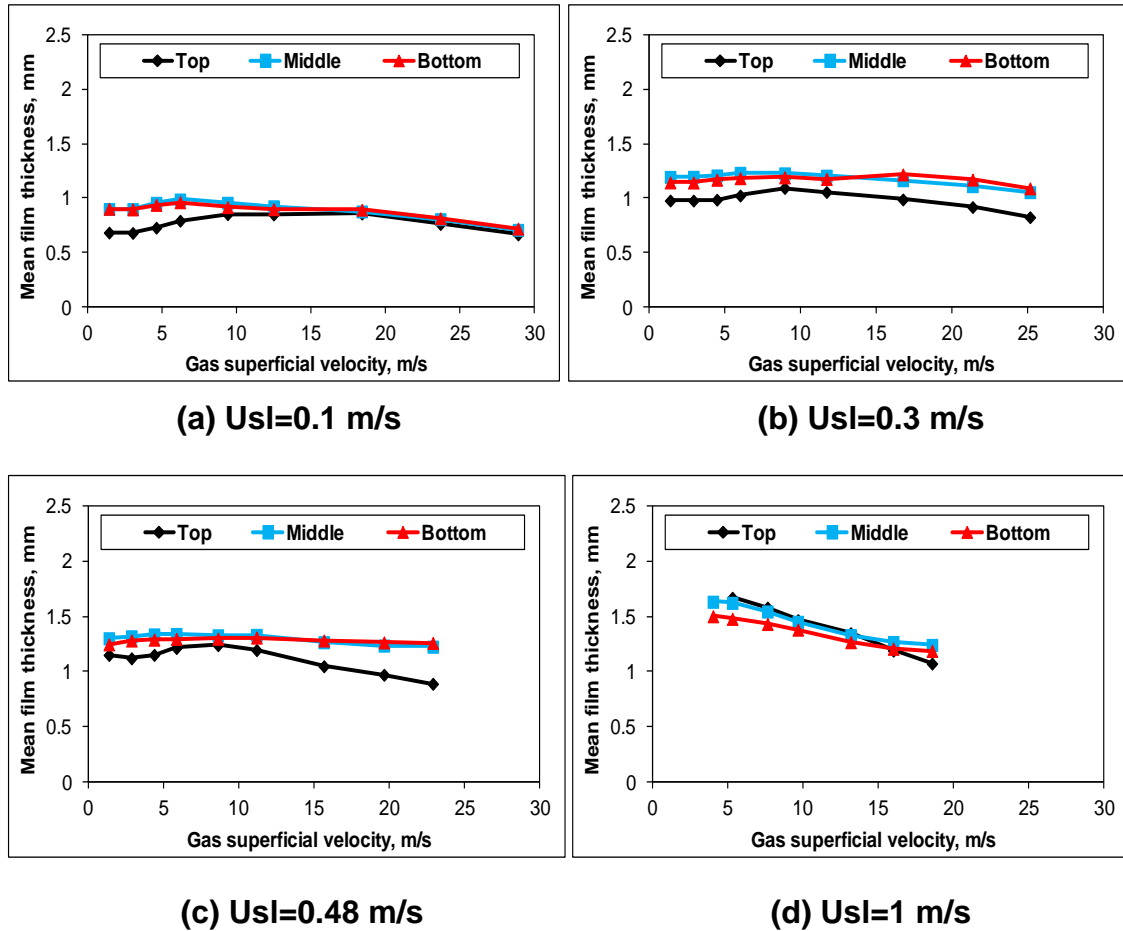 Top Middle Bottom
Mean film thickness, mm
2.5
2
1.5
1
0.5
0
0 5 10 15 20 25 30
Gas superficial velocity, m/s
(a) Usl=0.1 m/s
Top Middle Bottom
Mean film thickness, mm
2.5
2
1.5
1
0.5
0
0 5 10 15 20 25 30
Gas superficial velocity, m/s
(b) Usl=0.3 m/s
Top Middle Bottom
Mean film thickness, mm
2.5
2
1.5
1
0.5
0
0 5 10 15 20 25 30
Gas superficial velocity, m/s
(c) Usl=0.48 m/s
Top Middle Bottom
Mean film thickness, mm
2.5
2
1.5
1
0.5
0
0 5 10 15 20 25 30
Gas superficial velocity, m/s
(d) Usl=1 m/s